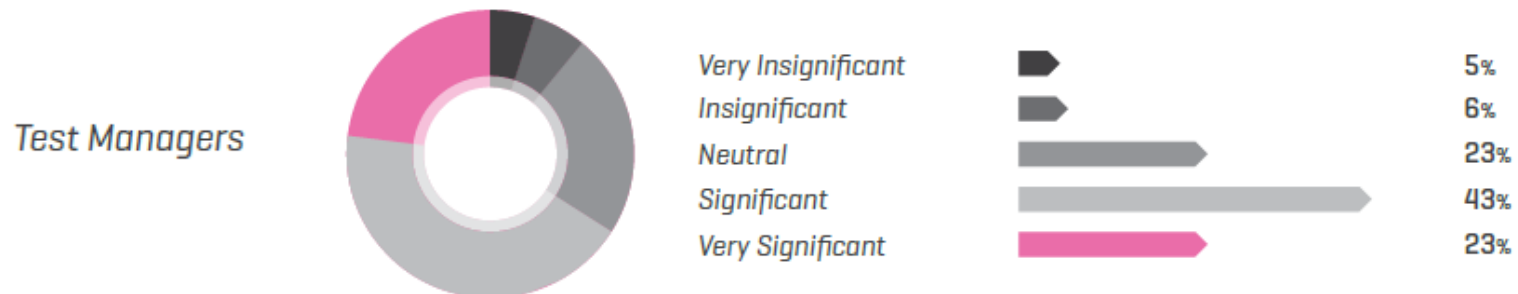 Test Managers
Very Insignificant 5%
Insignificant 6%
Neutral 23%
Significant 43%
Very Significant 23%